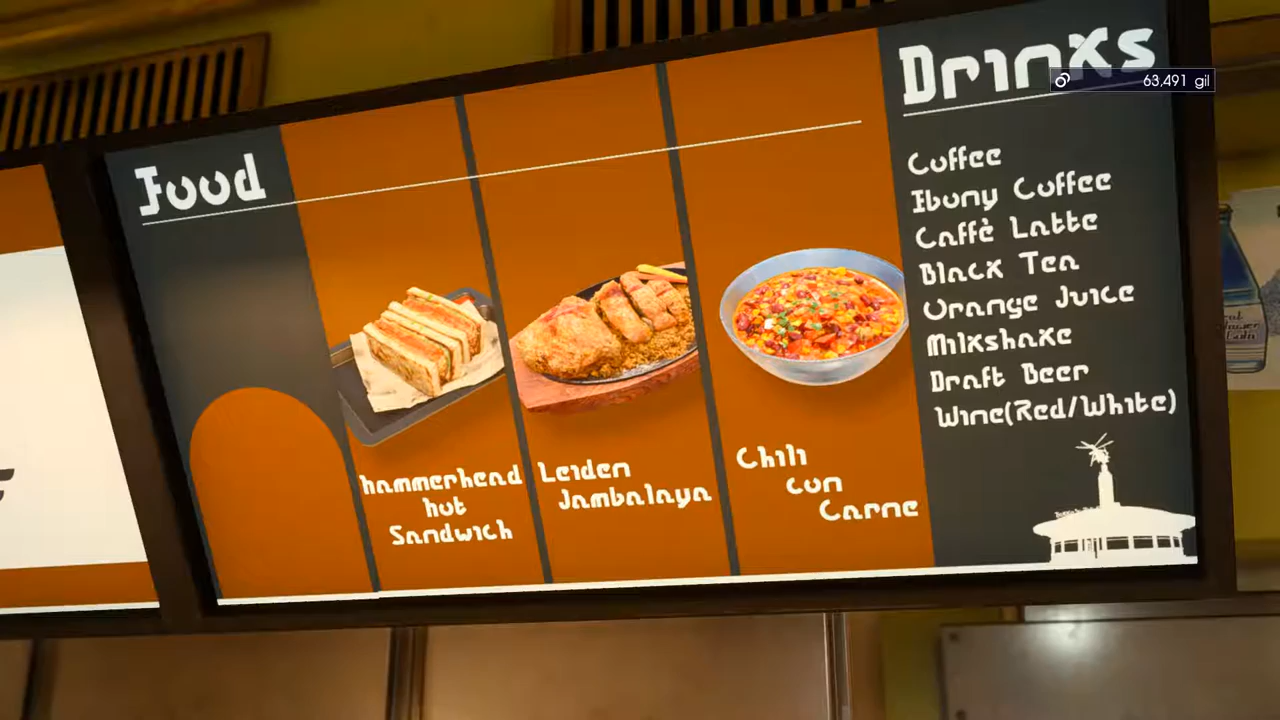 Food
hammerhead
hot
Sandwich
Leiden
Jambalaya
Chili
con
Carne
Drinks
63,491 gil
Coffee
Ebony Coffee
Caffè Latte
Black Tea
Orange Juice
Milkshake
Draft Beer
Wine(Red/White)